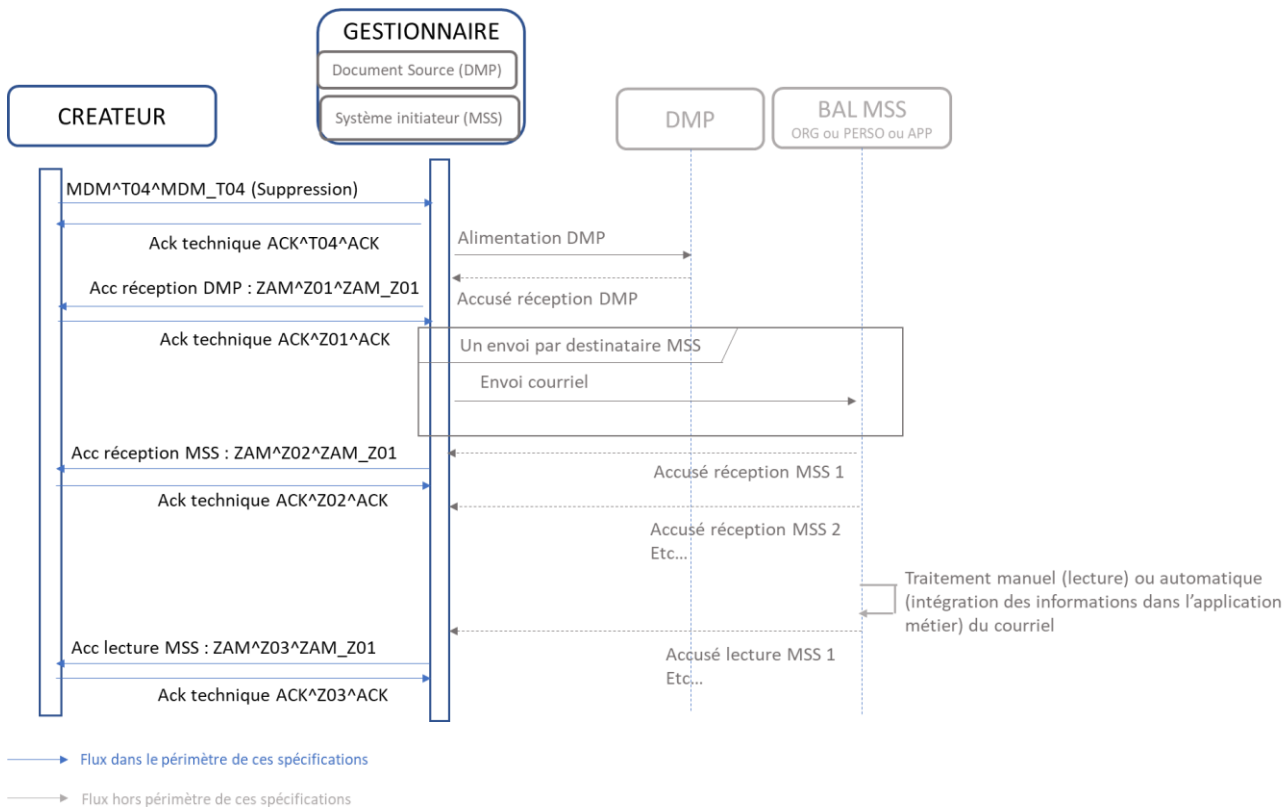 GESTIONNAIRE
Document Source (DMP)
Système initiateur (MSS)
CREATEUR
DMP
BAL MSS
ORG ou PERSO ou APP
MDM^T04^MDM_T04 (Suppression)
Ack technique ACK^T04^ACK
Alimentation DMP
Acc réception DMP : ZAM^Z01^ZAM_Z01
Accusé réception DMP
Ack technique ACK^Z01^ACK
Un envoi par destinataire MSS
Envoi courriel
Acc réception MSS : ZAM^Z02^ZAM_Z01
Accusé réception MSS 1
Ack technique ACK^Z02^ACK
Accusé réception MSS 2
Etc...
Traitement manuel (lecture) ou automatique
(intégration des informations dans l’application
métier) du courriel
Acc lecture MSS : ZAM^Z03^ZAM_Z01
Accusé lecture MSS 1
Etc...
Ack technique ACK^Z03^ACK
Flux dans le périmètre de ces spécifications
Flux hors périmètre de ces spécifications